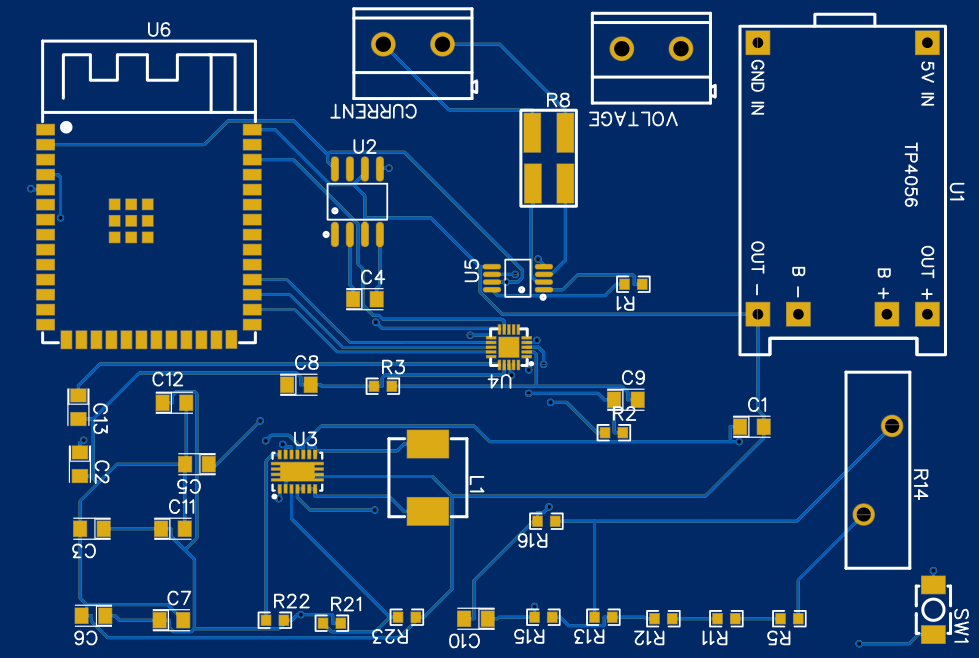 U6
CURRENT
R8
VOLTAGE
GND IN
5V IN
TP4056
U1
OUT -
B -
B +
OUT +
U2
C4
U5
R1
U4
C8
R3
C9
R2
C1
C12
C13
C2
C5
U3
L1
R14
C3
C11
R16
C6
C7
R22
R21
R23
C10
R15
R13
R12
R11
R5
SW1